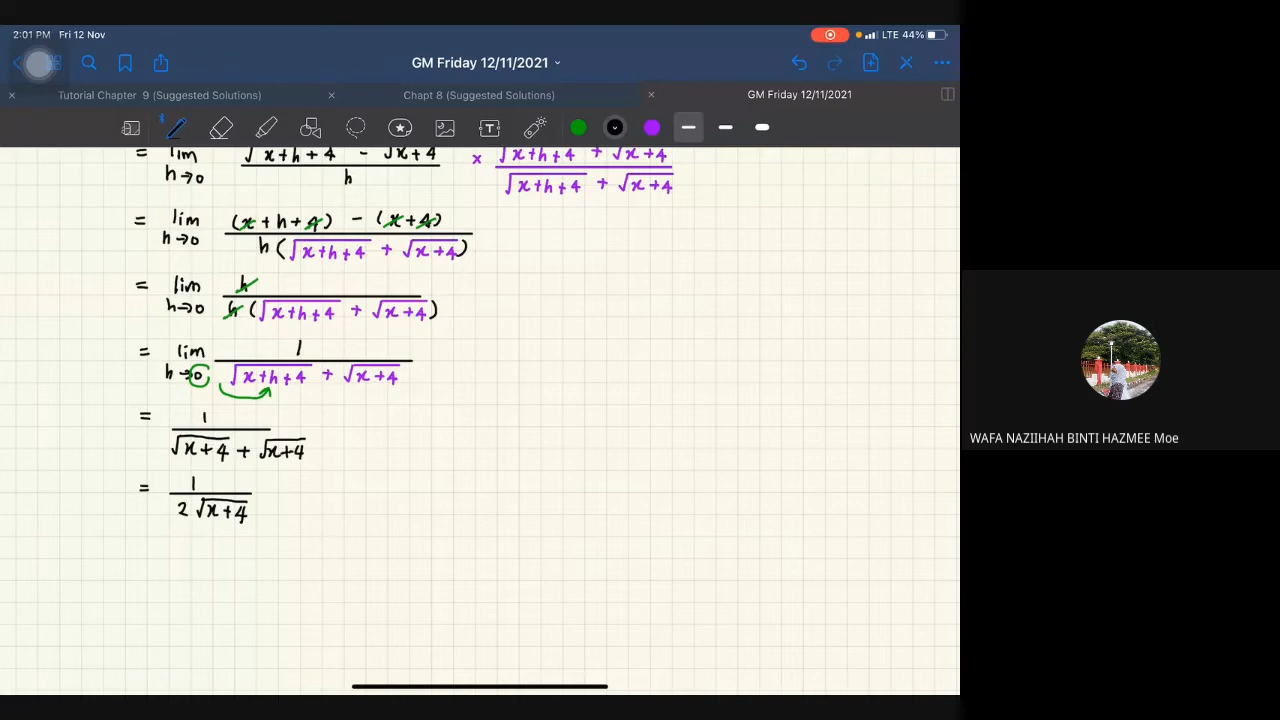 2:01 PM Fri 12 Nov
LTE 44%
GM Friday 12/11/2021
Tutorial Chapter 9 (Suggested Solutions)
Chapt 8 (Suggested Solutions)
GM Friday 12/11/2021
= lim h→0 (√(x+h+4) - √(x+4)) / h × (√(x+h+4) + √(x+4)) / (√(x+h+4) + √(x+4))
= lim h→0 ((x+h+4) - (x+4)) / (h(√(x+h+4) + √(x+4)))
= lim h→0 h / (h(√(x+h+4) + √(x+4)))
= lim h→0 1 / (√(x+h+4) + √(x+4))
= 1 / (√(x+4) + √(x+4))
= 1 / (2√(x+4))
WAFA NAZIIHAH BINTI HAZMEE Moe